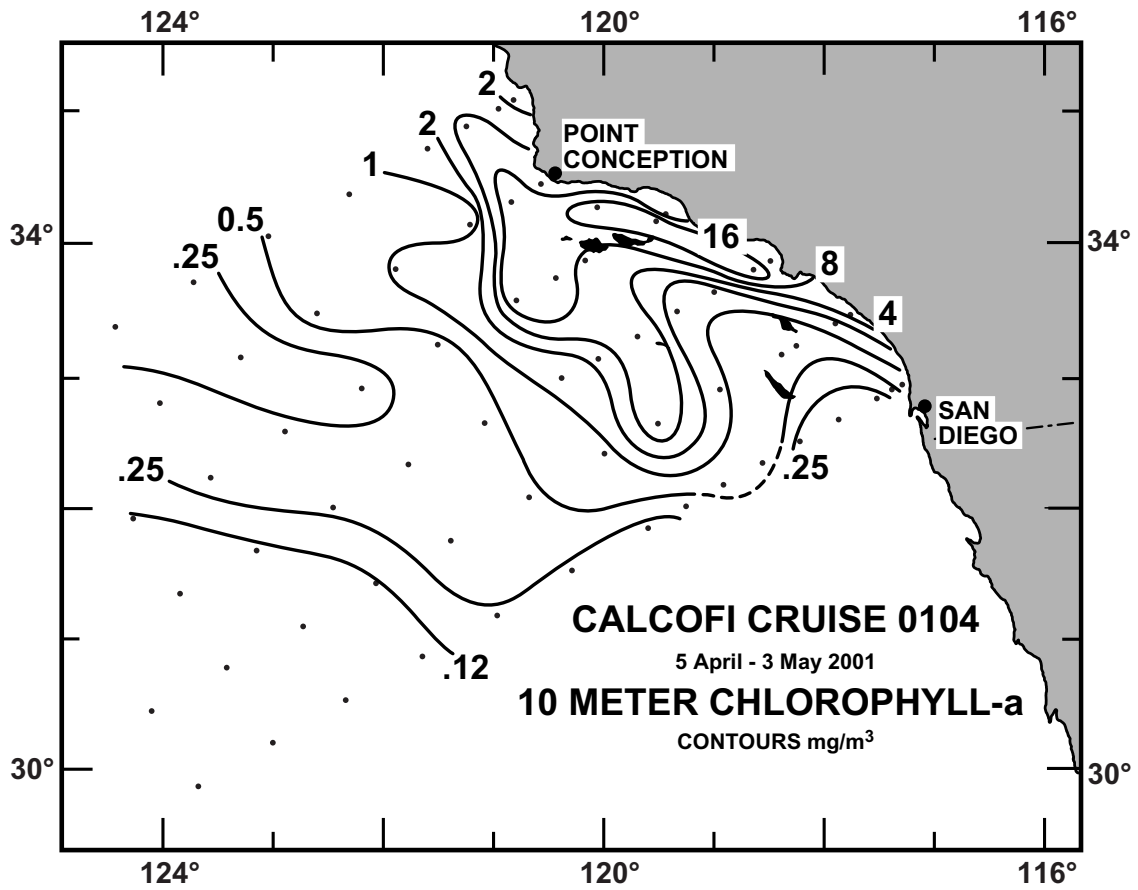 124° 120° 116°
2
POINT
CONCEPTION
2
1
16
0.5
34° 34°
.25
8
4
SAN
DIEGO
.25
.25
CALCOFI CRUISE 0104
5 April - 3 May 2001
.12
10 METER CHLOROPHYLL-a
CONTOURS mg/m³
30° 30°
124° 120° 116°